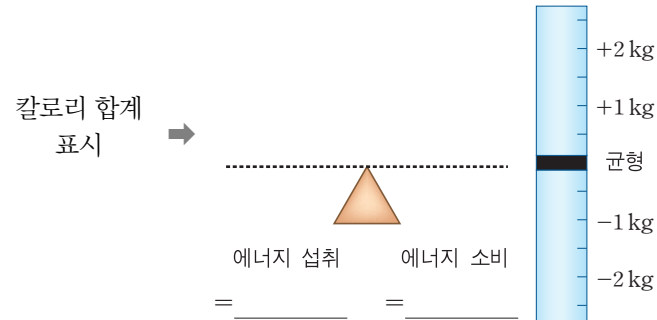 칼로리 합계
표시
에너지 섭취
=
에너지 소비
=
+2 kg
+1 kg
균형
−1 kg
−2 kg